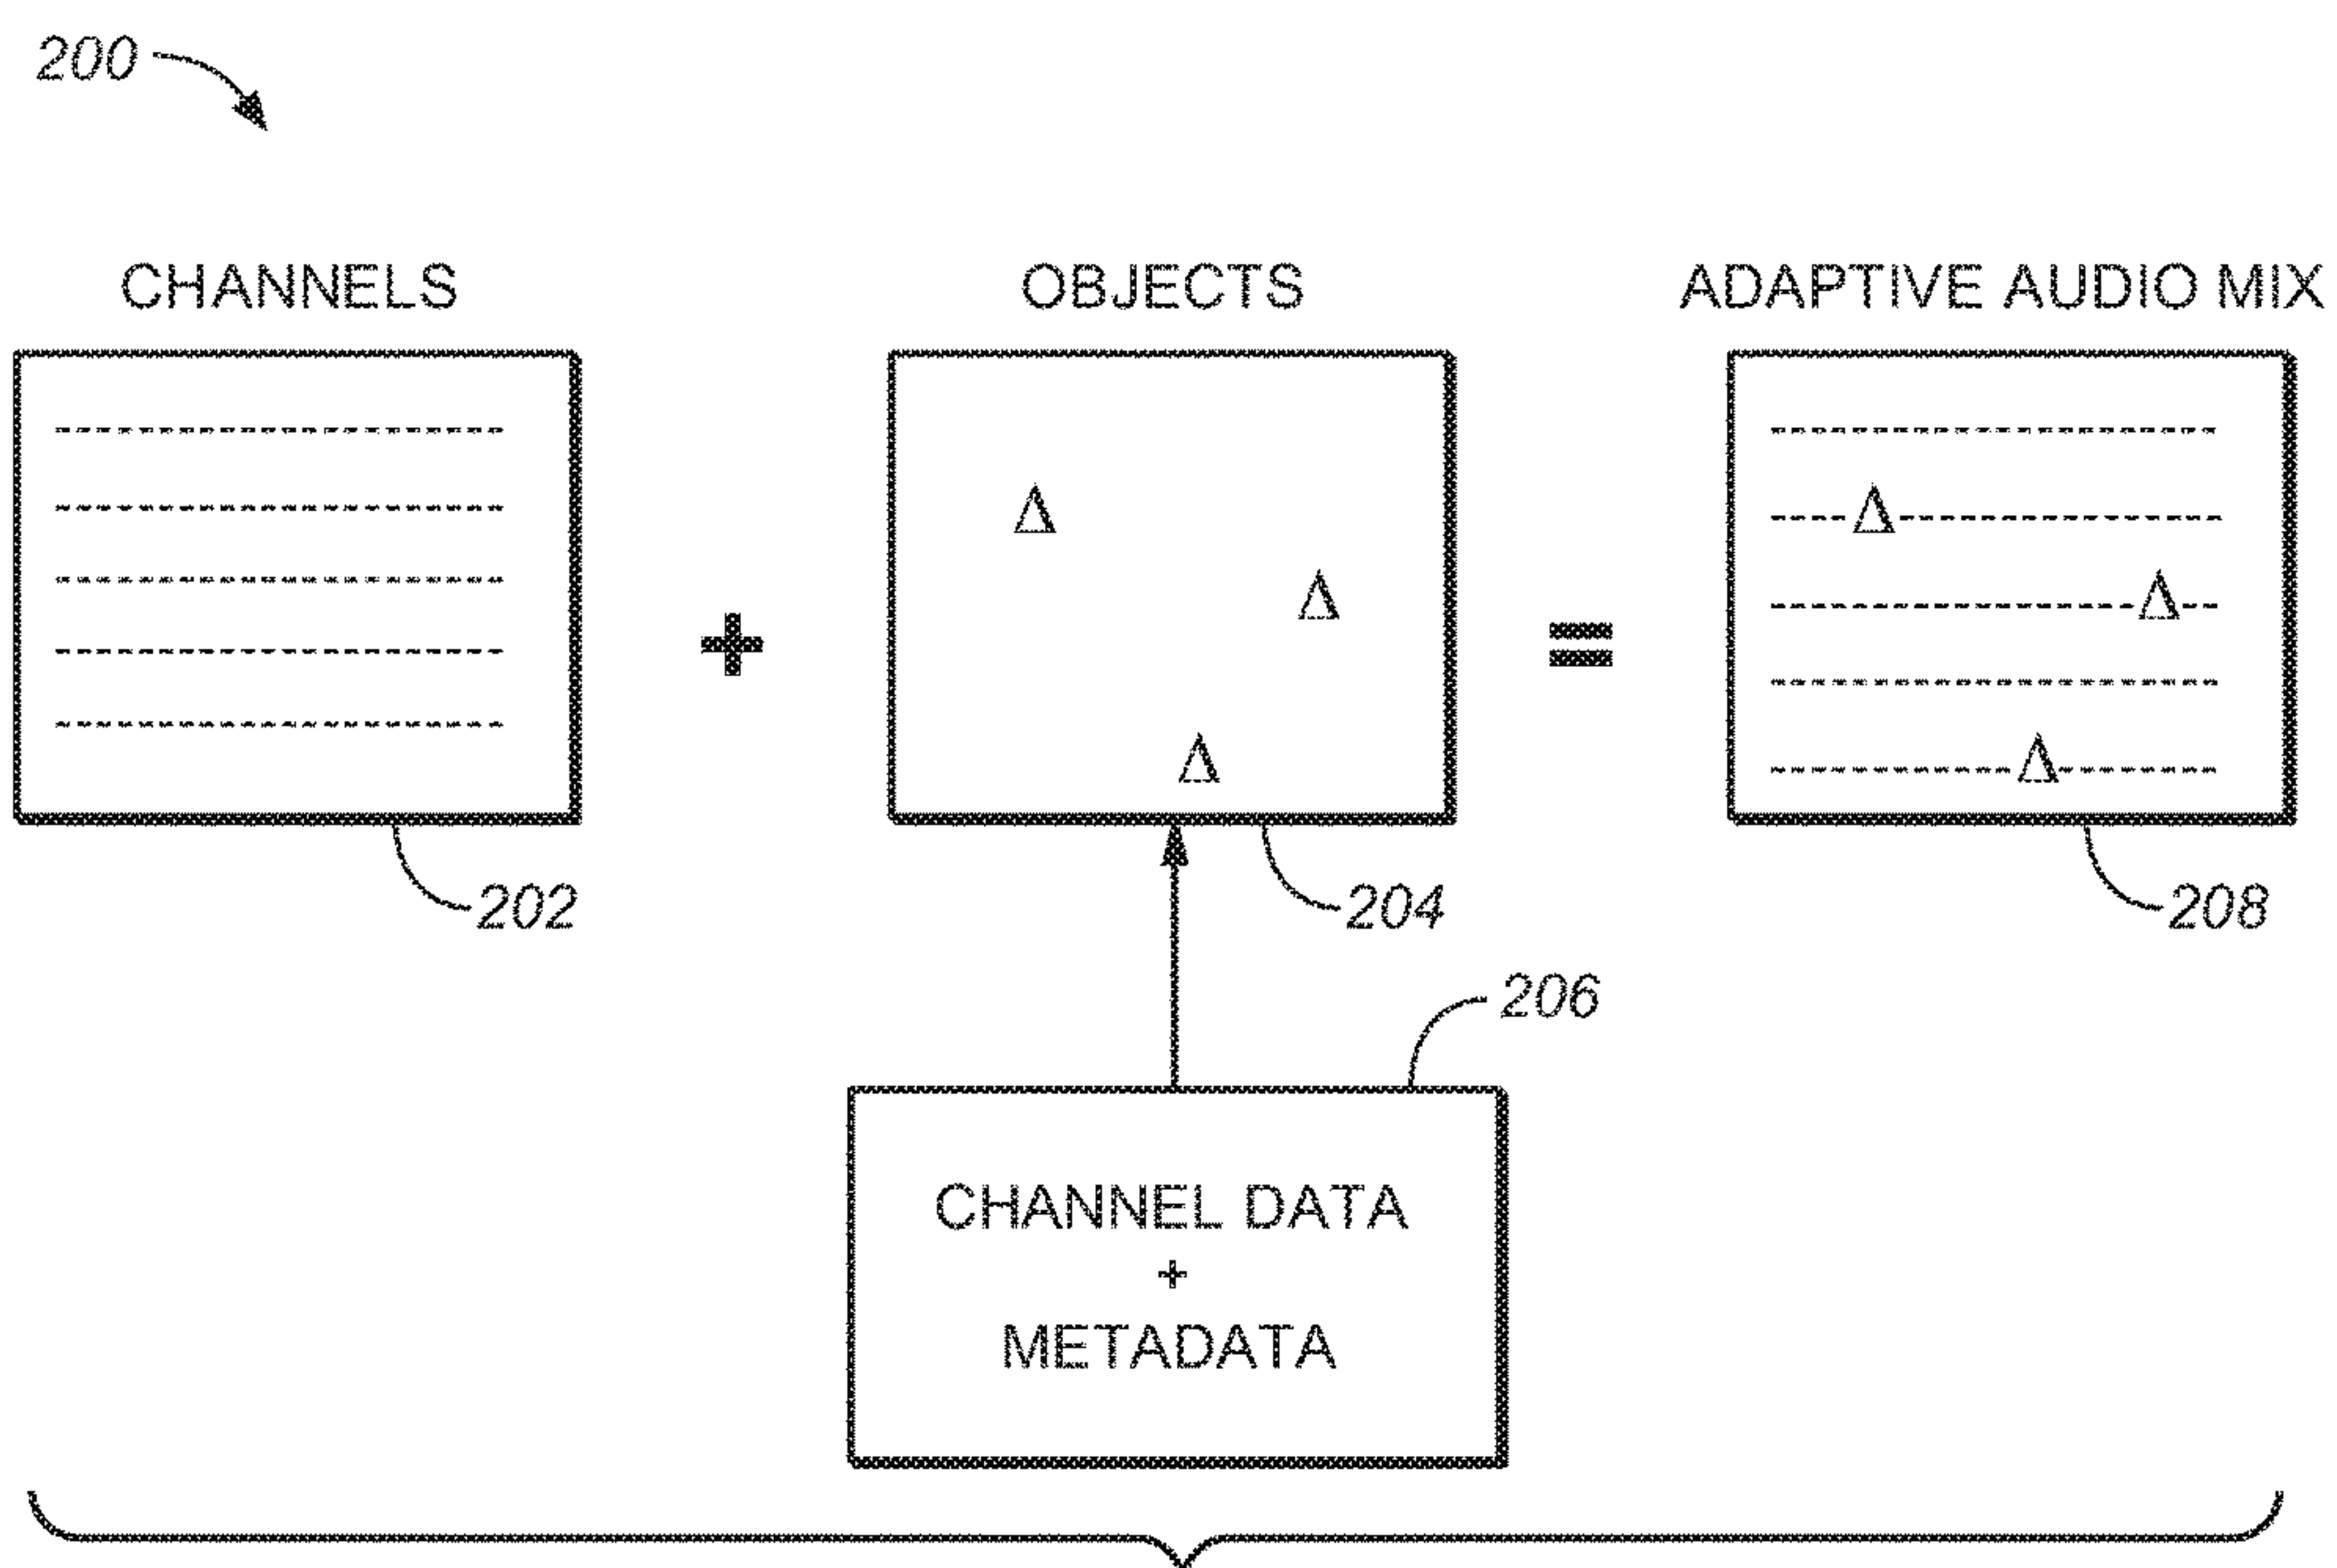 200
CHANNELS OBJECTS ADAPTIVE AUDIO MIX
+ =
202 204 208
206
CHANNEL DATA
+
METADATA